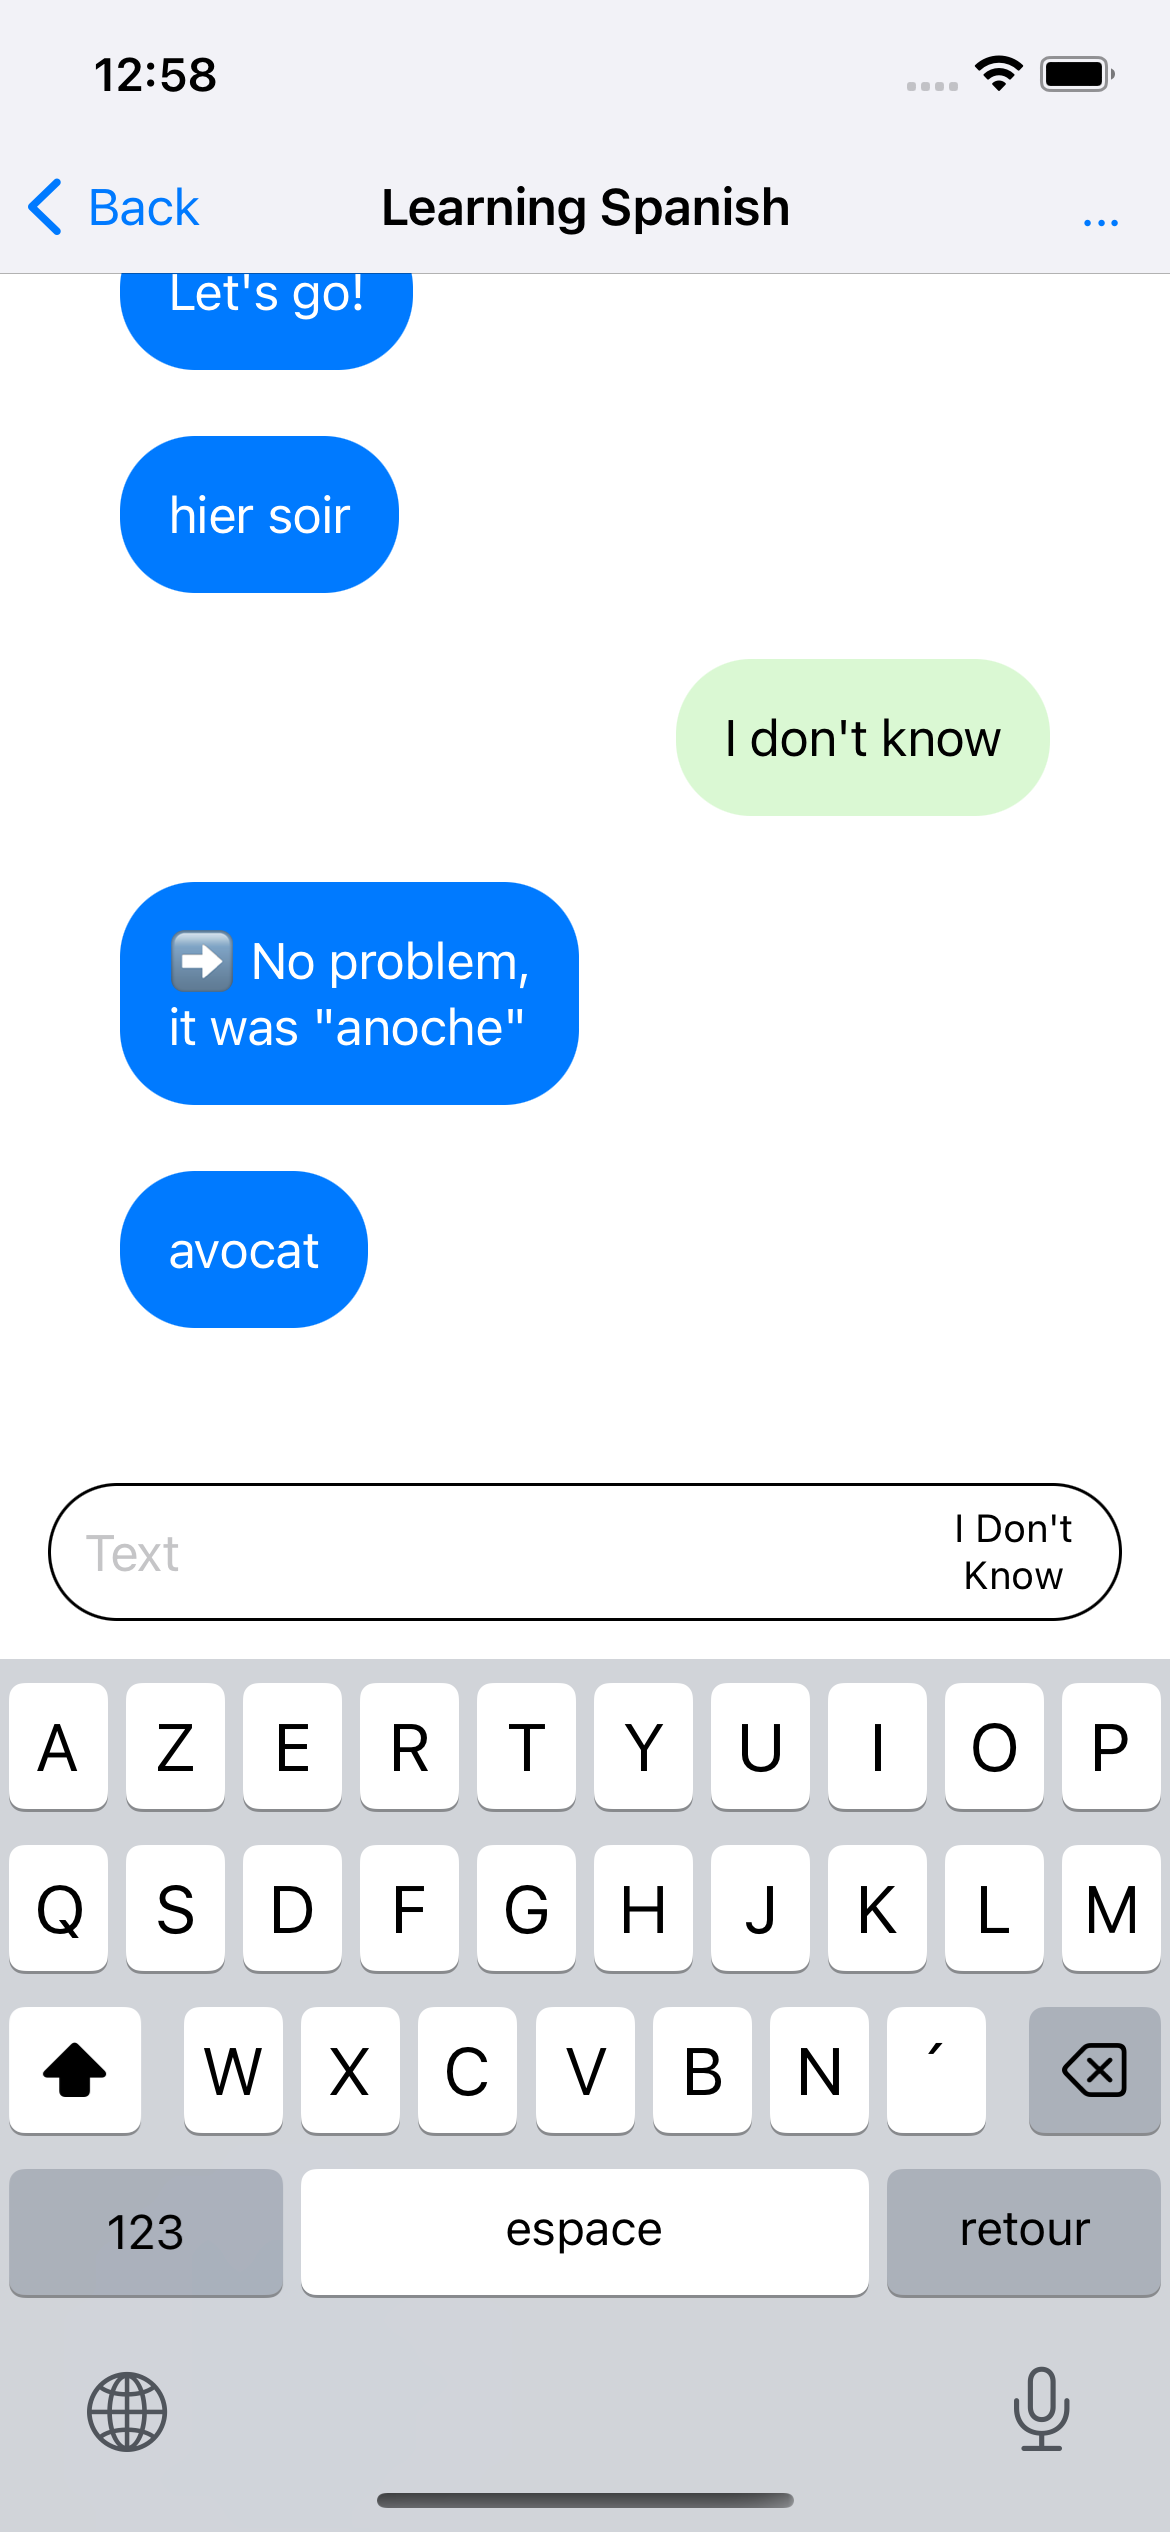 12:58
Back
Learning Spanish
...
Let's go!
hier soir
I don't know
➡️ No problem,
it was "anoche"
avocat
Text
I Don't
Know
A Z E R T Y U I O P
Q S D F G H J K L M
W X C V B N ´
123
espace
retour